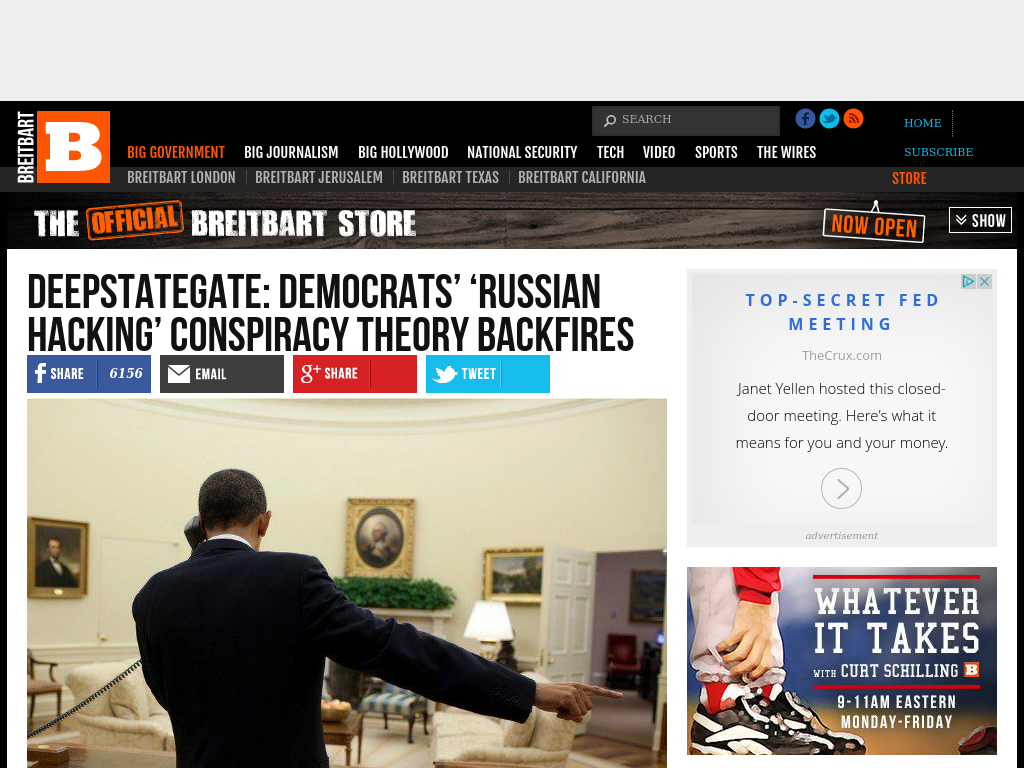 BREITBART
B
SEARCH
HOME
SUBSCRIBE
BIG GOVERNMENT BIG JOURNALISM BIG HOLLYWOOD NATIONAL SECURITY TECH VIDEO SPORTS THE WIRES
BREITBART LONDON BREITBART JERUSALEM BREITBART TEXAS BREITBART CALIFORNIA STORE
THE OFFICIAL BREITBART STORE
NOW OPEN
SHOW
DEEPSTATEGATE: DEMOCRATS’ ‘RUSSIAN
HACKING’ CONSPIRACY THEORY BACKFIRES
f SHARE 6156 EMAIL g+ SHARE TWEET
TOP-SECRET FED
MEETING
TheCrux.com
Janet Yellen hosted this closed-
door meeting. Here’s what it
means for you and your money.
advertisement
WHATEVER
IT TAKES
WITH CURT SCHILLING B
9-11AM EASTERN
MONDAY-FRIDAY